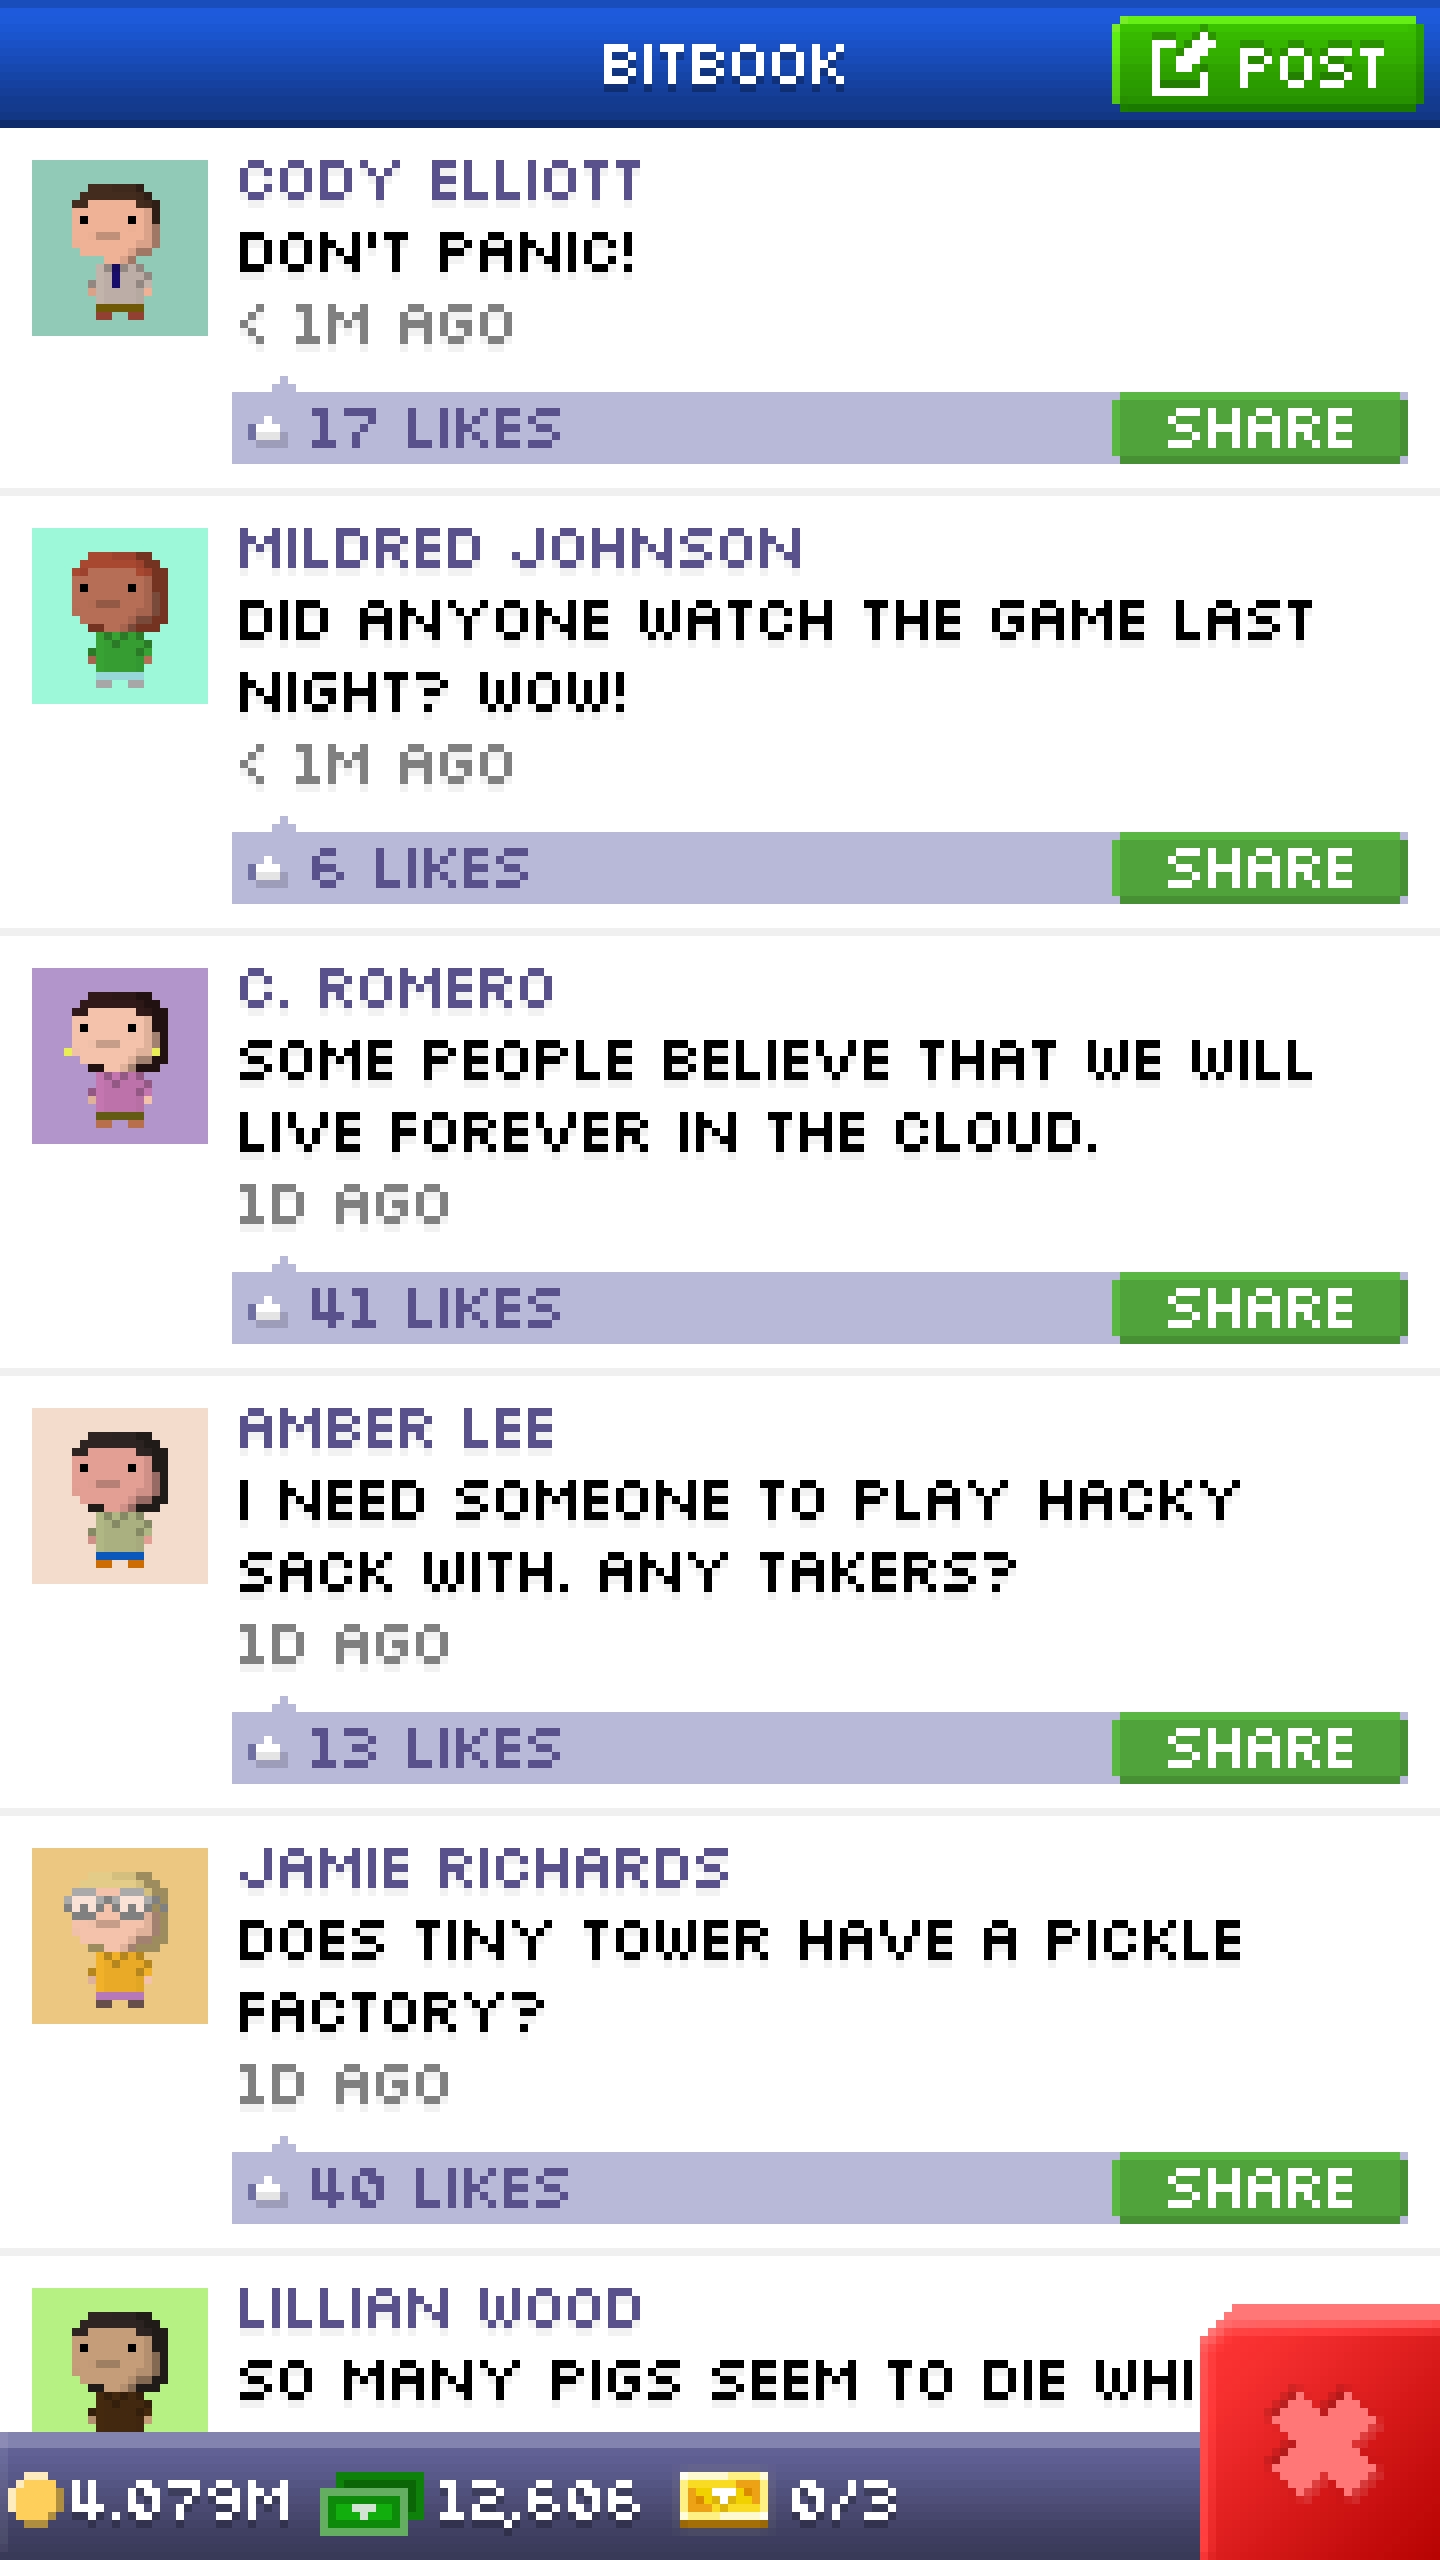 BITBOOK
POST
CODY ELLIOTT
DON'T PANIC!
< 1M AGO
17 LIKES
SHARE
MILDRED JOHNSON
DID ANYONE WATCH THE GAME LAST
NIGHT? WOW!
< 1M AGO
6 LIKES
SHARE
C. ROMERO
SOME PEOPLE BELIEVE THAT WE WILL
LIVE FOREVER IN THE CLOUD.
1D AGO
41 LIKES
SHARE
AMBER LEE
I NEED SOMEONE TO PLAY HACKY
SACK WITH. ANY TAKERS?
1D AGO
13 LIKES
SHARE
JAMIE RICHARDS
DOES TINY TOWER HAVE A PICKLE
FACTORY?
1D AGO
40 LIKES
SHARE
LILLIAN WOOD
SO MANY PIGS SEEM TO DIE
4.079M 12,606 0/3